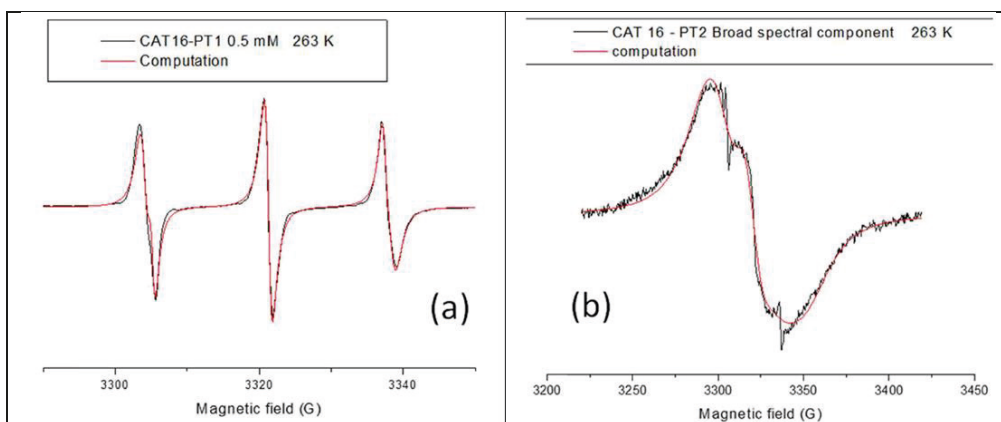 CAT16-PT1 0.5 mM 263 K
Computation
(a)
3300 3320 3340
Magnetic field (G)
CAT 16 - PT2 Broad spectral component 263 K
computation
(b)
3200 3250 3300 3350 3400 3450
Magnetic field (G)